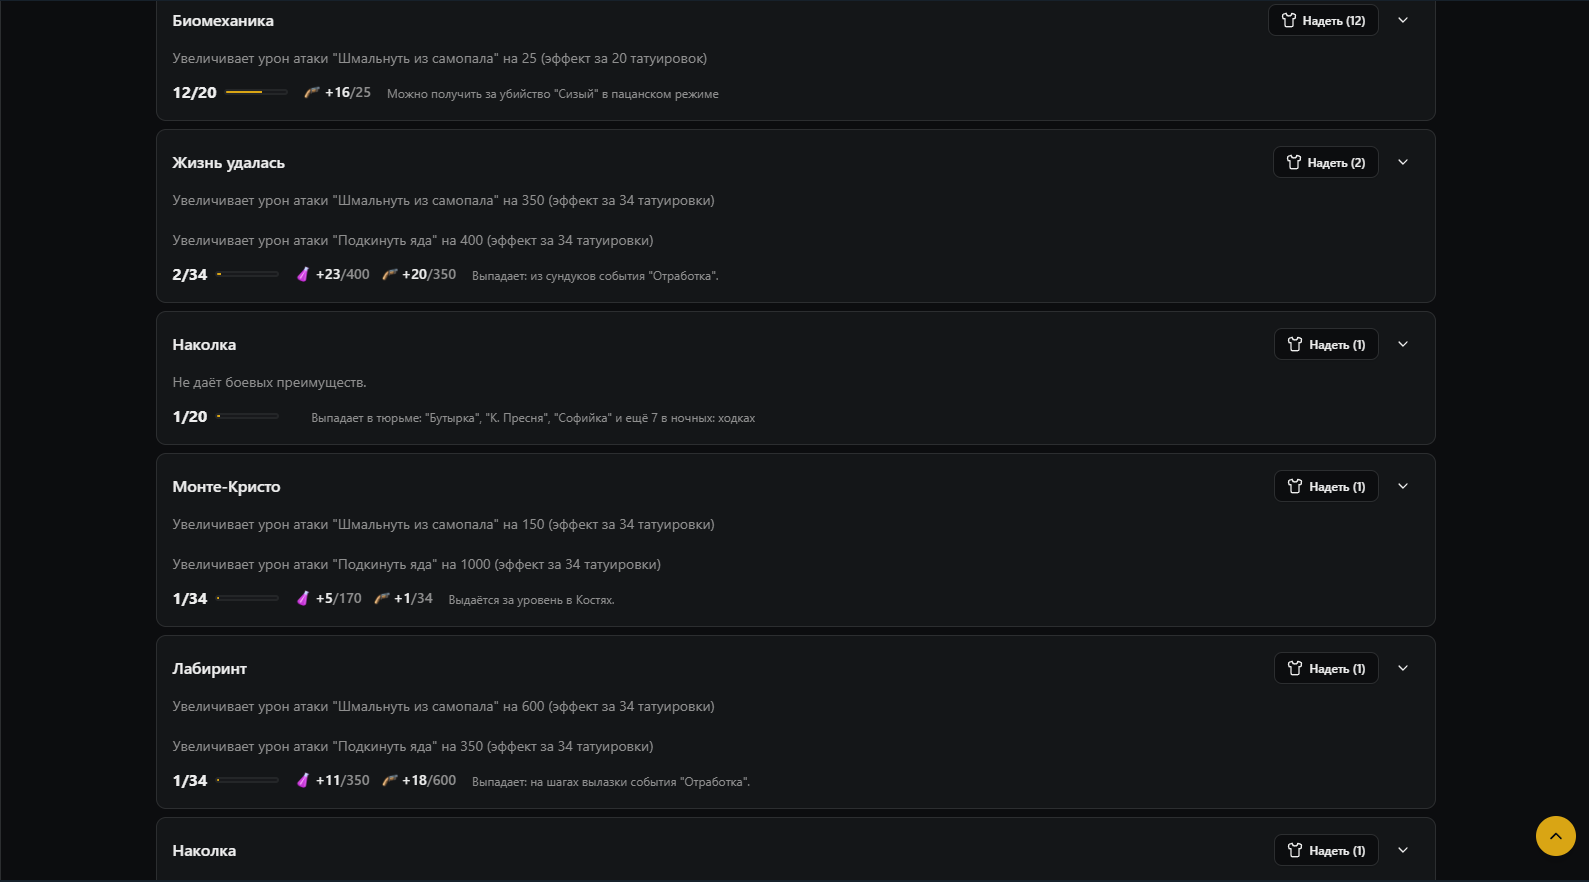 Биомеханика
Надеть (12)
Увеличивает урон атаки "Шмальнуть из самопала" на 25 (эффект за 20 татуировок)
12/20 +16/25 Можно получить за убийство "Сизый" в пацанском режиме
Жизнь удалась
Надеть (2)
Увеличивает урон атаки "Шмальнуть из самопала" на 350 (эффект за 34 татуировки)
Увеличивает урон атаки "Подкинуть яда" на 400 (эффект за 34 татуировки)
2/34 +23/400 +20/350 Выпадает: из сундуков события "Отработка".
Наколка
Надеть (1)
Не даёт боевых преимуществ.
1/20 Выпадает в тюрьме: "Бутырка", "К. Пресня", "Софийка" и ещё 7 в ночных: ходках
Монте-Кристо
Надеть (1)
Увеличивает урон атаки "Шмальнуть из самопала" на 150 (эффект за 34 татуировки)
Увеличивает урон атаки "Подкинуть яда" на 1000 (эффект за 34 татуировки)
1/34 +5/170 +1/34 Выдаётся за уровень в Костях.
Лабиринт
Надеть (1)
Увеличивает урон атаки "Шмальнуть из самопала" на 600 (эффект за 34 татуировки)
Увеличивает урон атаки "Подкинуть яда" на 350 (эффект за 34 татуировки)
1/34 +11/350 +18/600 Выпадает: на шагах вылазки события "Отработка".
Наколка
Надеть (1)